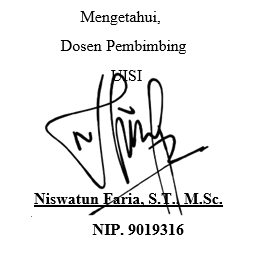 Mengetahui,
Dosen Pembimbing
UISI
Niswatun Faria, S.T., M.Sc.
NIP. 9019316